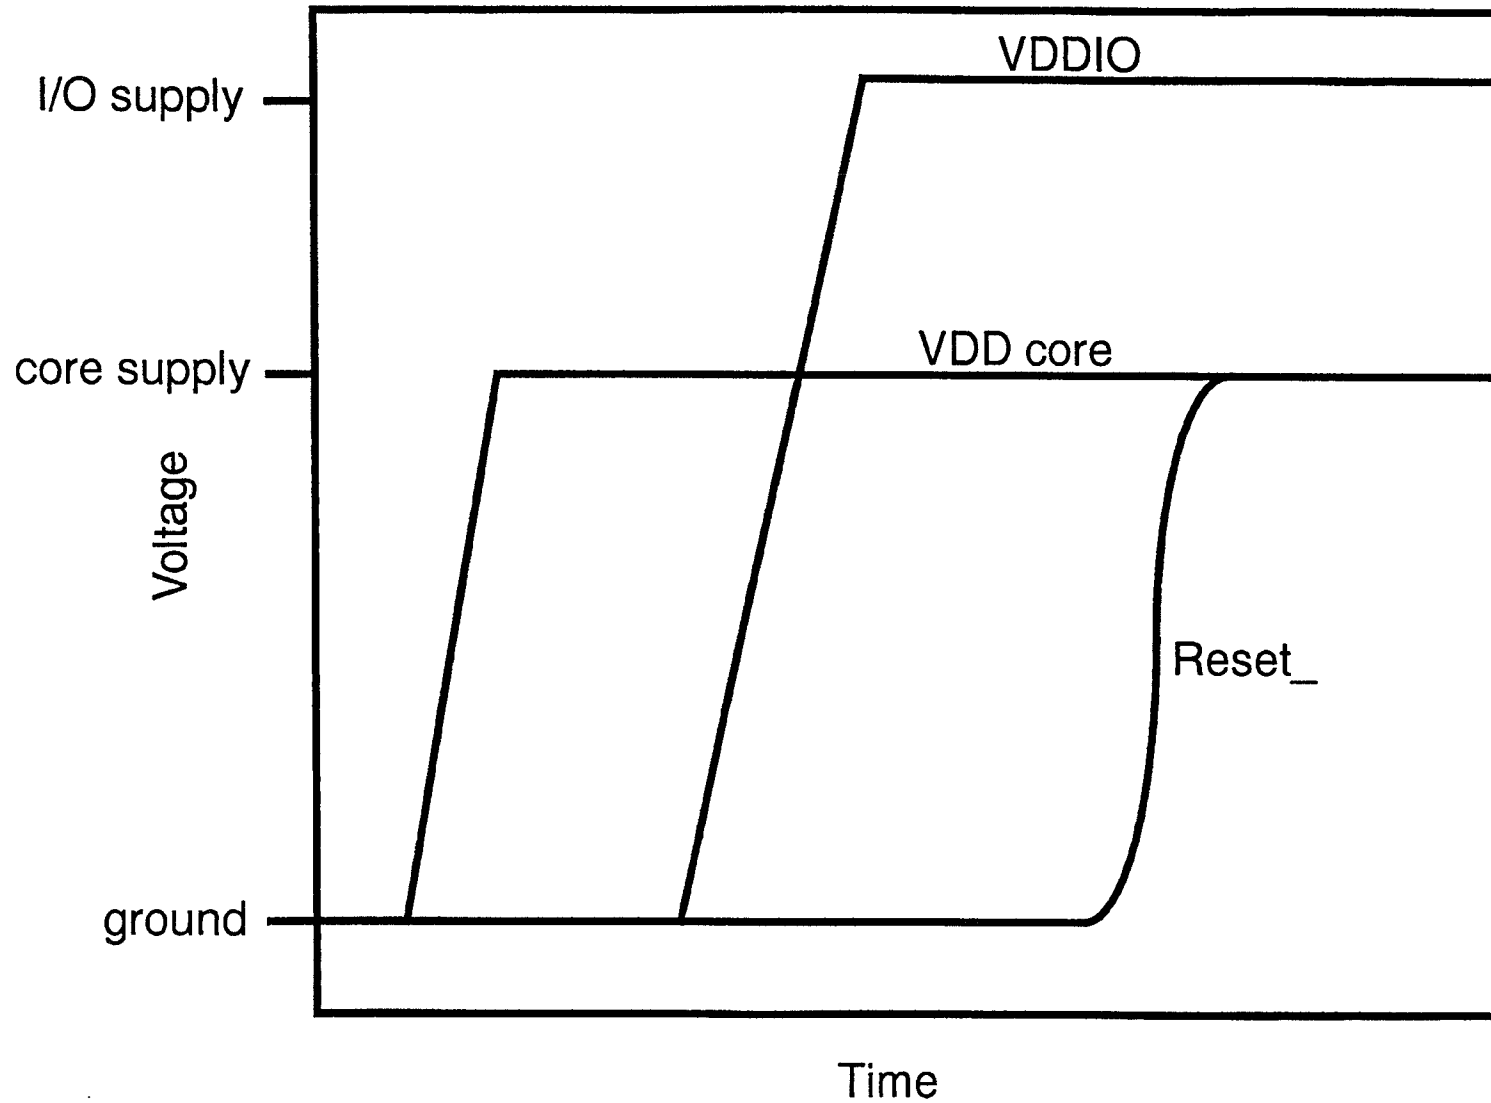 VDDIO
I/O supply
VDD core
core supply
Voltage
Reset_
ground
Time